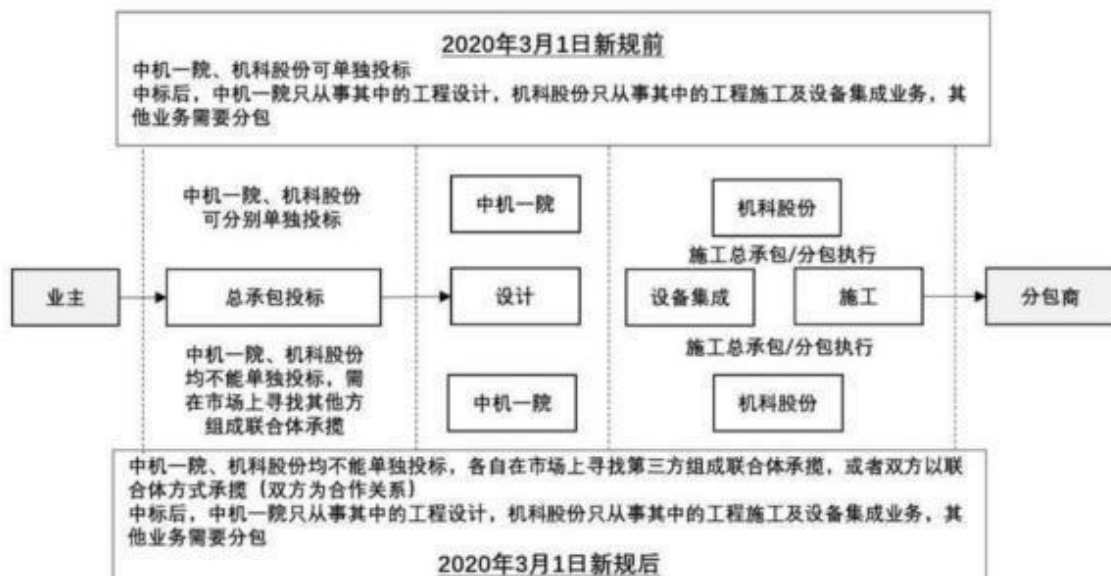 2020年3月1日新规前
中机一院、机科股份可单独投标
中标后，中机一院只从事其中的工程设计，机科股份只从事其中的工程施工及设备集成业务，其
他业务需要分包
中机一院、机科股份
可分别单独投标
中机一院
机科股份
施工总承包/分包执行
业主
总承包投标
设计
设备集成
施工
分包商
施工总承包/分包执行
中机一院、机科股份
均不能单独投标，需
在市场上寻找其他方
组成联合体承揽
中机一院
机科股份
中机一院、机科股份均不能单独投标，各自在市场上寻找第三方组成联合体承揽，或者双方以联
合体方式承揽（双方为合作关系）
中标后，中机一院只从事其中的工程设计，机科股份只从事其中的工程施工及设备集成业务，其
他业务需要分包
2020年3月1日新规后